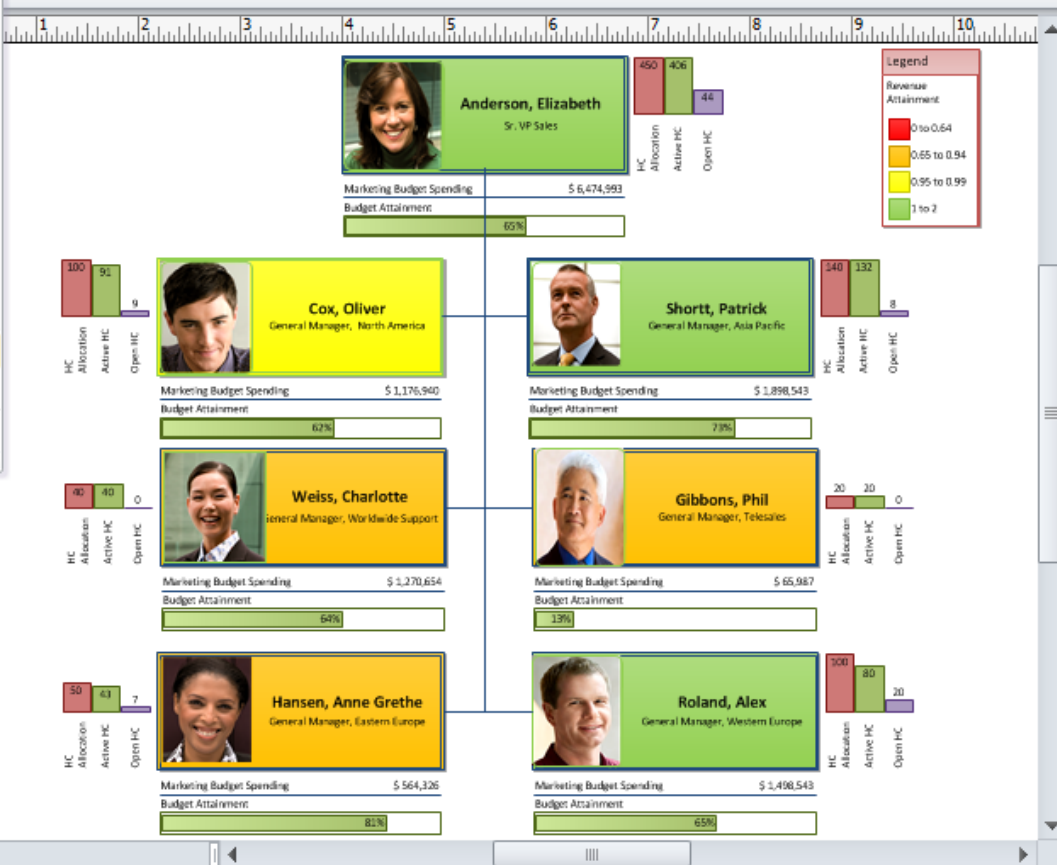 1 2 3 4 5 6 7 8 9 10
Anderson, Elizabeth
Sr. VP Sales
450 406 44
HC Allocation
Active HC
Open HC
Marketing Budget Spending $ 6,474,993
Budget Attainment
65%
Legend
Revenue
Attainment
0 to 0.64
0.65 to 0.94
0.95 to 0.99
1 to 2
100 91 9
HC Allocation
Active HC
Open HC
Cox, Oliver
General Manager, North America
Marketing Budget Spending $ 1,176,940
Budget Attainment
62%
Shortt, Patrick
General Manager, Asia Pacific
140 132 8
HC Allocation
Active HC
Open HC
Marketing Budget Spending $ 1,898,543
Budget Attainment
73%
40 40 0
HC Allocation
Active HC
Open HC
Weiss, Charlotte
eneral Manager, Worldwide Support
Marketing Budget Spending $ 1,270,654
Budget Attainment
64%
Gibbons, Phil
General Manager, Telesales
20 20 0
HC Allocation
Active HC
Open HC
Marketing Budget Spending $ 65,987
Budget Attainment
13%
50 43 7
HC Allocation
Active HC
Open HC
Hansen, Anne Grethe
General Manager, Eastern Europe
Marketing Budget Spending $ 564,326
Budget Attainment
81%
Roland, Alex
General Manager, Western Europe
100 80 20
HC Allocation
Active HC
Open HC
Marketing Budget Spending $ 1,498,543
Budget Attainment
65%